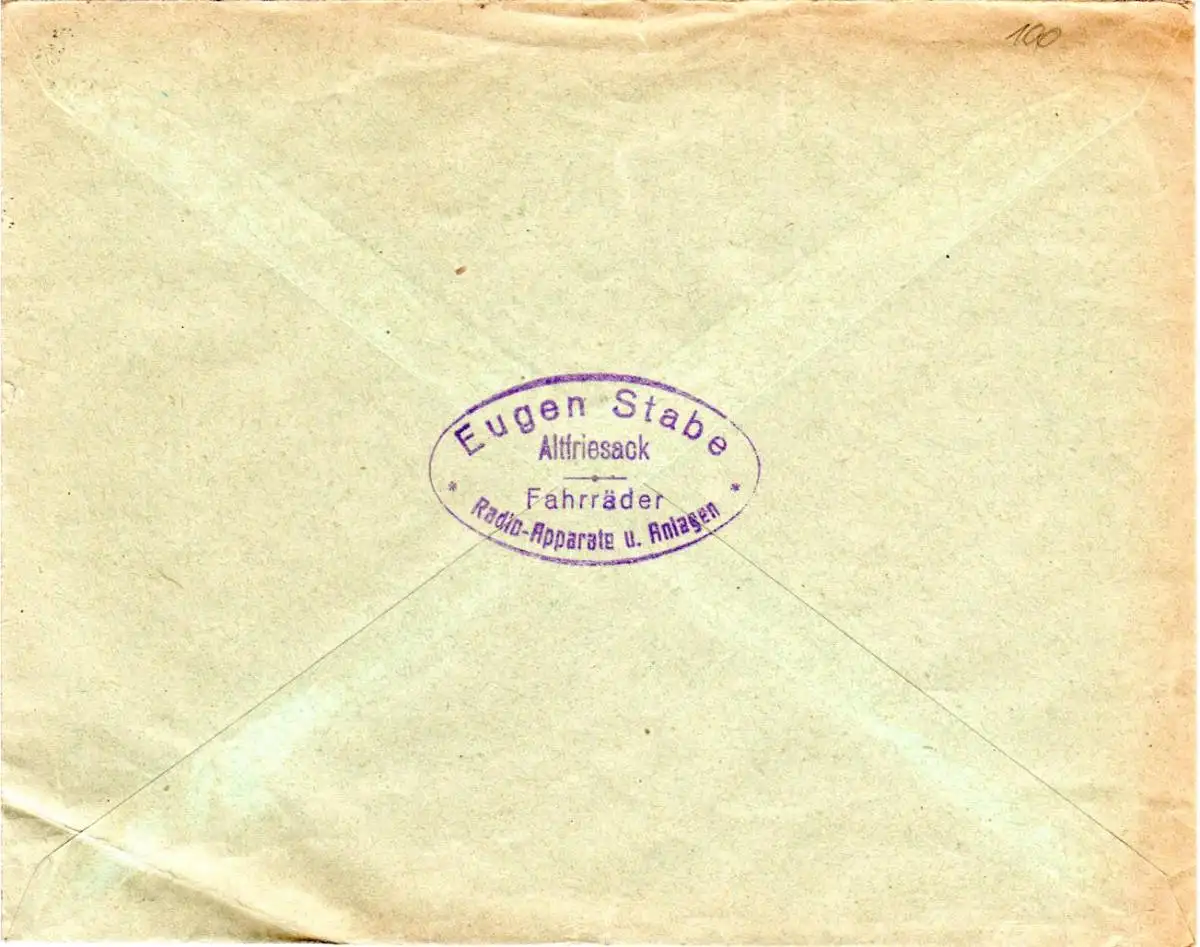 100
Eugen Stabe
Altfriesack
Fahrräder
* Radio-Apparate u. Anlagen *